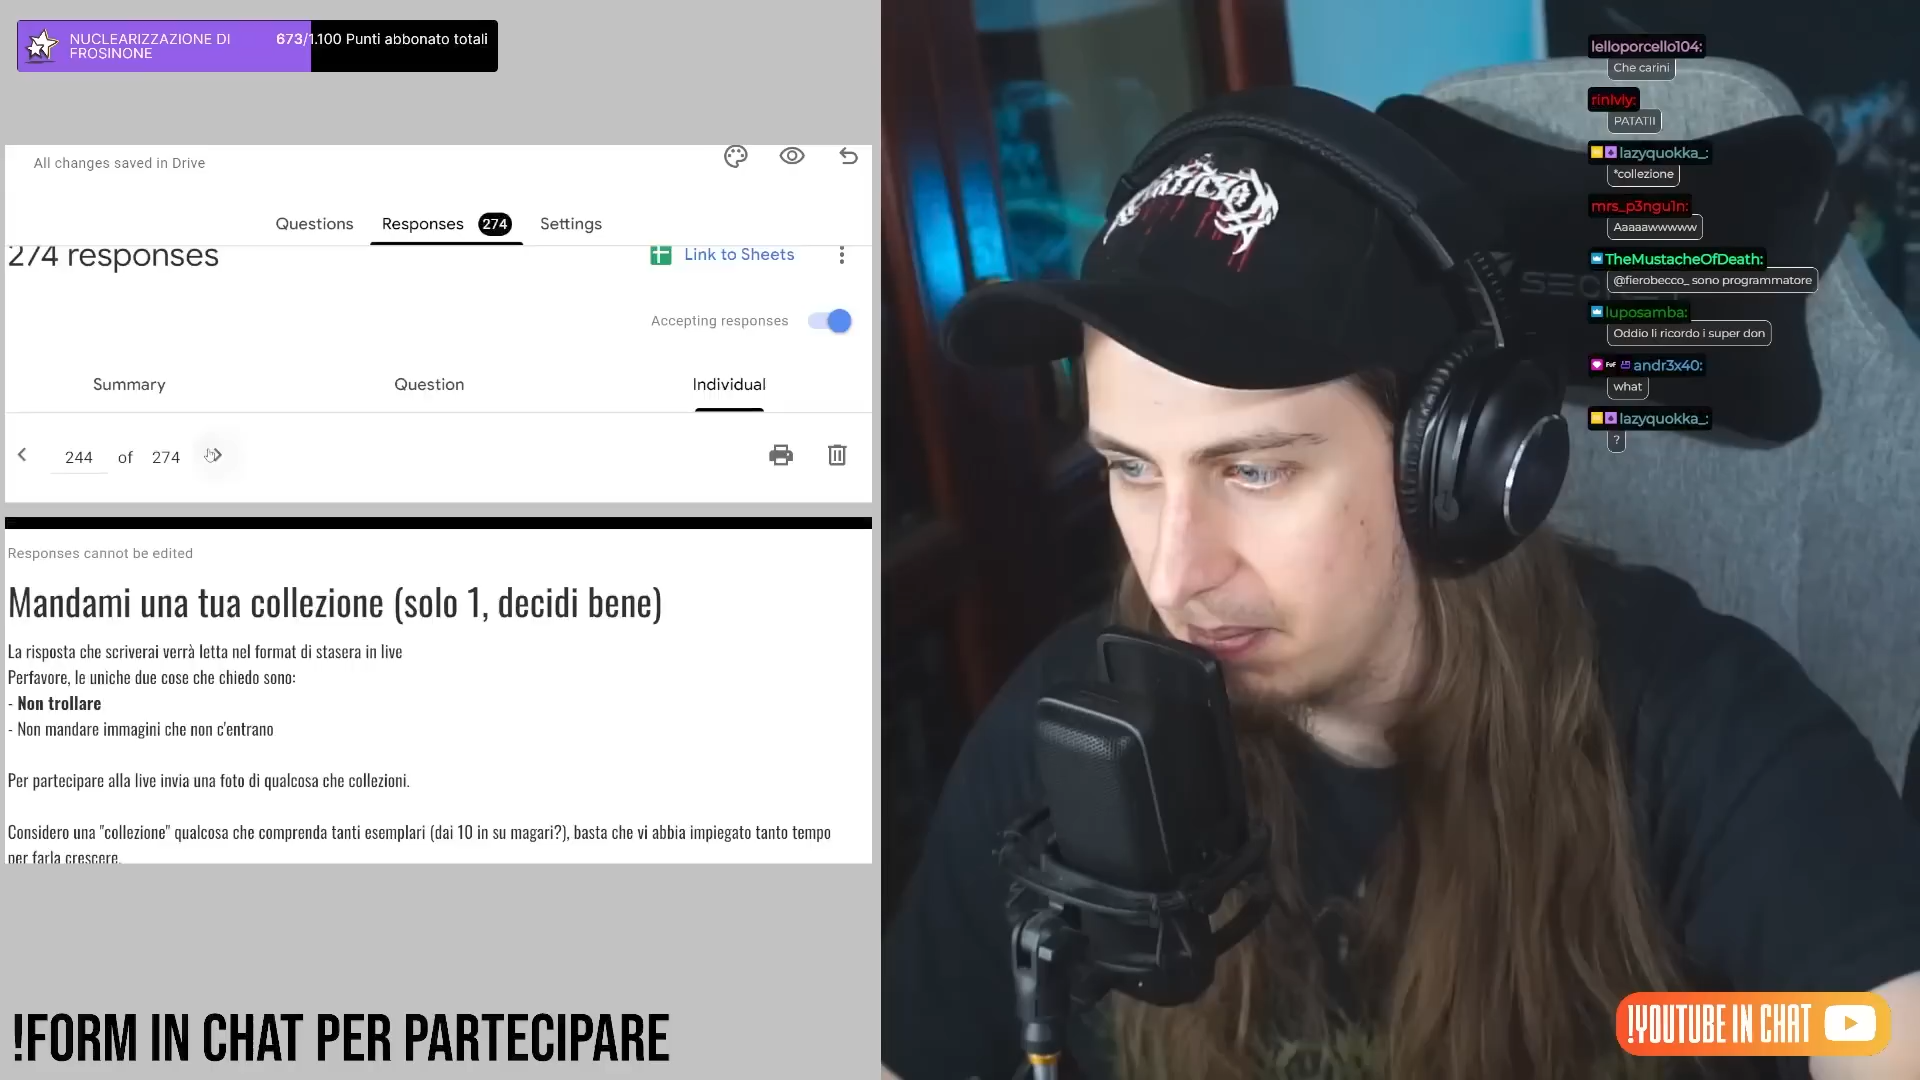 NUCLEARIZZAZIONE DI
FROSINONE
673/1.100 Punti abbonato totali
All changes saved in Drive
Questions
Responses 274
Settings
274 responses
Link to Sheets
Accepting responses
Summary
Question
Individual
244 of 274
Responses cannot be edited
Mandami una tua collezione (solo 1, decidi bene)
La risposta che scriverai verrà letta nel format di stasera in live
Perfavore, le uniche due cose che chiedo sono:
- Non trollare
- Non mandare immagini che non c'entrano
Per partecipare alla live invia una foto di qualcosa che collezioni.
Considero una "collezione" qualcosa che comprenda tanti esemplari (dai 10 in su magari?), basta che vi abbia impiegato tanto tempo
per farla crescere.
!FORM IN CHAT PER PARTECIPARE
lelloporcello104:
Che carini
rinlvly:
PATATII
lazyquokka_:
*collezione
mrs_p3ngu1n:
Aaaaawwwww
TheMustacheOfDeath:
@fierobecco_ sono programmatore
luposamba:
Oddio li ricordo i super don
andr3x40:
what
lazyquokka_:
?
!YOUTUBE IN CHAT